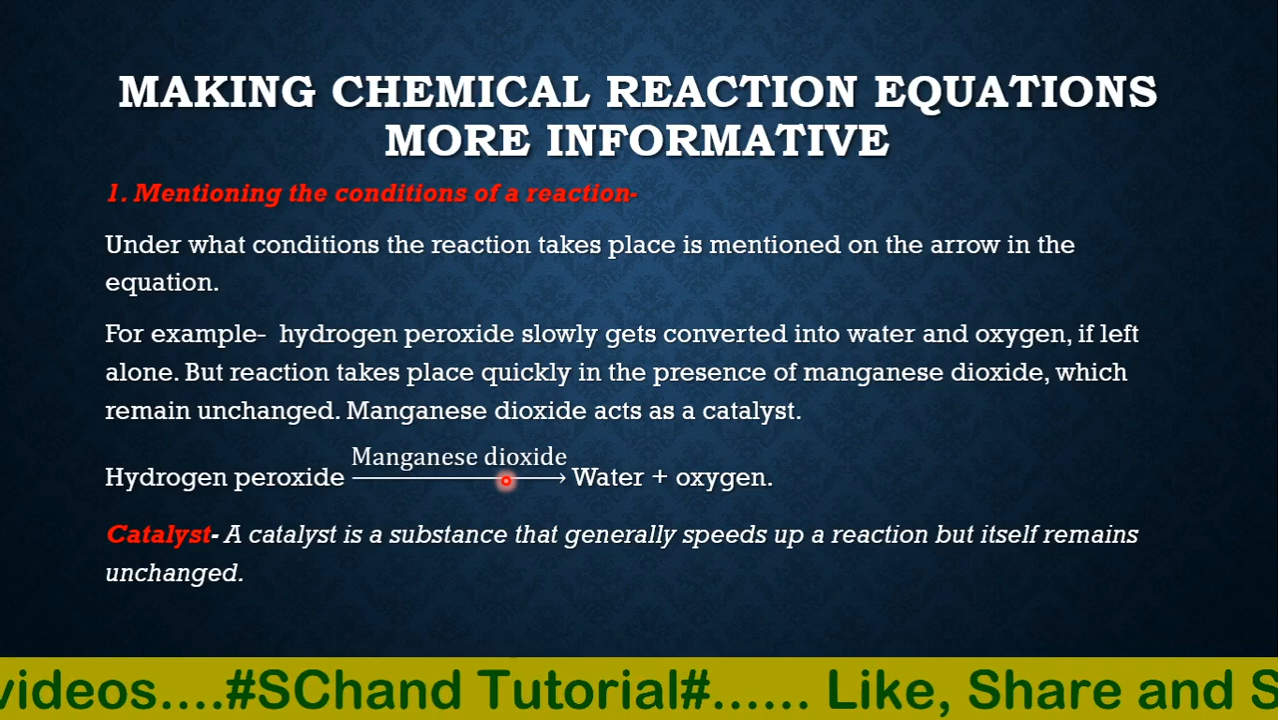 MAKING CHEMICAL REACTION EQUATIONS
MORE INFORMATIVE
1. Mentioning the conditions of a reaction-
Under what conditions the reaction takes place is mentioned on the arrow in the
equation.
For example- hydrogen peroxide slowly gets converted into water and oxygen, if left
alone. But reaction takes place quickly in the presence of manganese dioxide, which
remain unchanged. Manganese dioxide acts as a catalyst.
Manganese dioxide
Hydrogen peroxide ⟶ Water + oxygen.
Catalyst- A catalyst is a substance that generally speeds up a reaction but itself remains
unchanged.
videos....#SChand Tutorial#...... Like, Share and S